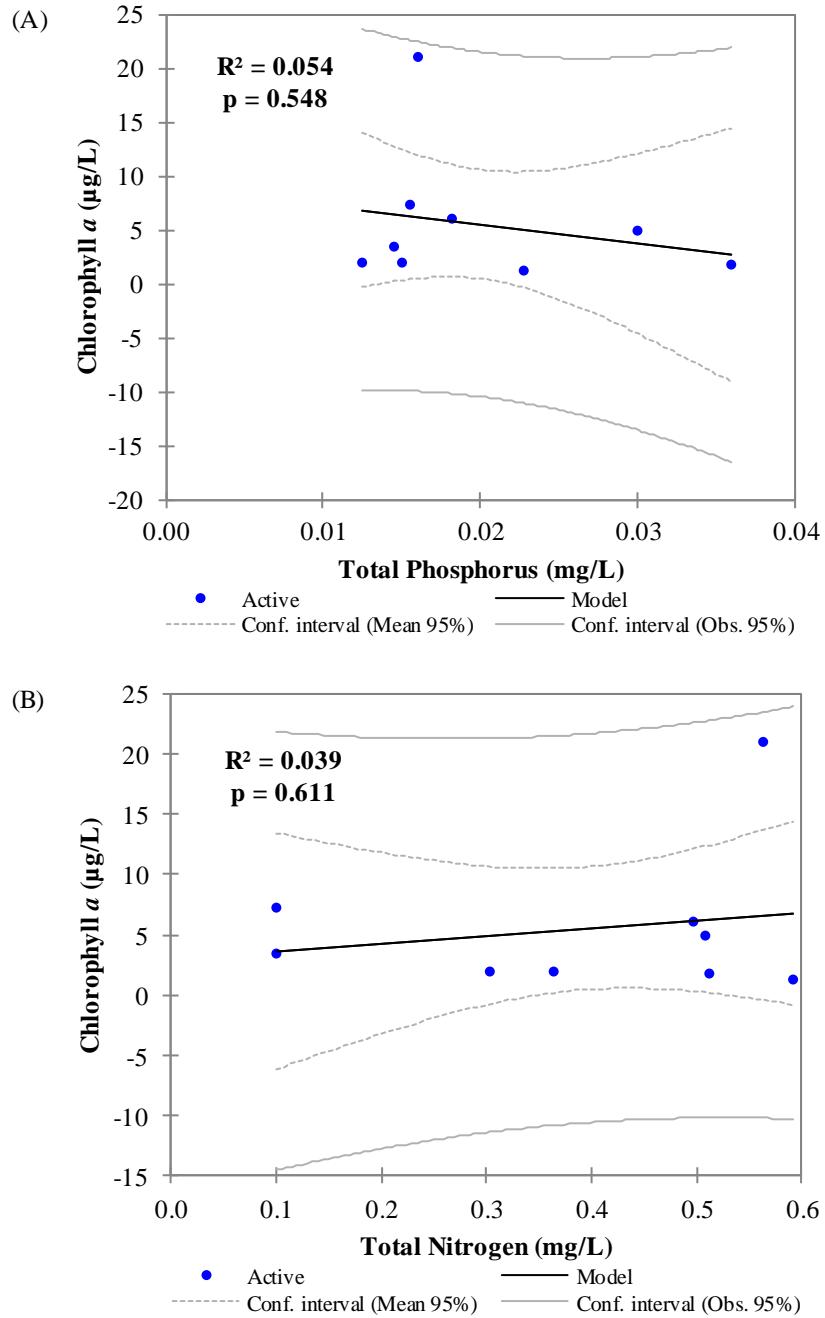 (A)
25
20
15
10
5
0
-5
-10
-15
-20
Chlorophyll a (µg/L)
R² = 0.054
p = 0.548
0.00 0.01 0.02 0.03 0.04
Total Phosphorus (mg/L)
Active Model
Conf. interval (Mean 95%) Conf. interval (Obs. 95%)
(B)
25
20
15
10
5
0
-5
-10
-15
Chlorophyll a (µg/L)
R² = 0.039
p = 0.611
0.0 0.1 0.2 0.3 0.4 0.5 0.6
Total Nitrogen (mg/L)
Active Model
Conf. interval (Mean 95%) Conf. interval (Obs. 95%)